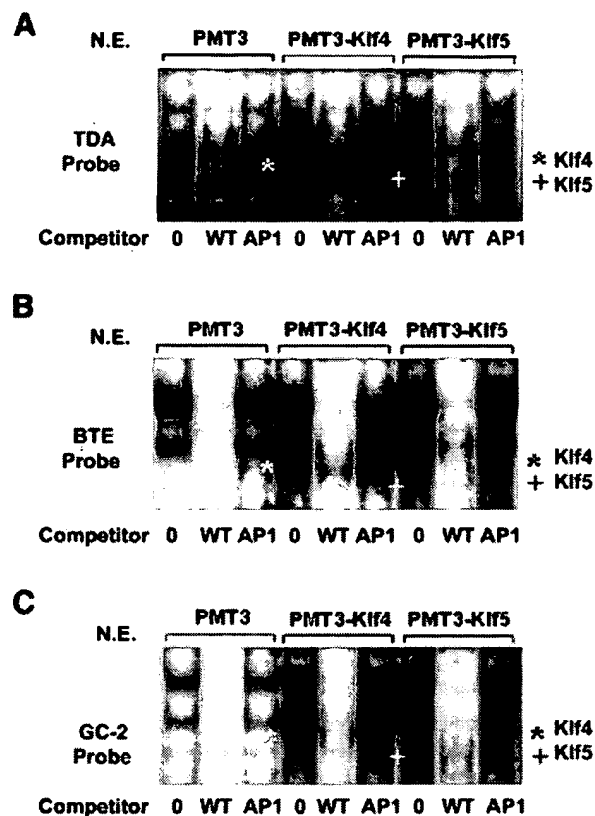 A
N.E. PMT3 PMT3-Klf4 PMT3-Klf5
TDA
Probe
*
+
* Klf4
+ Klf5
Competitor 0 WT AP1 0 WT AP1 0 WT AP1
B
N.E. PMT3 PMT3-Klf4 PMT3-Klf5
BTE
Probe
*
+
* Klf4
+ Klf5
Competitor 0 WT AP1 0 WT AP1 0 WT AP1
C
N.E. PMT3 PMT3-Klf4 PMT3-Klf5
GC-2
Probe
+
* Klf4
+ Klf5
Competitor 0 WT AP1 0 WT AP1 0 WT AP1